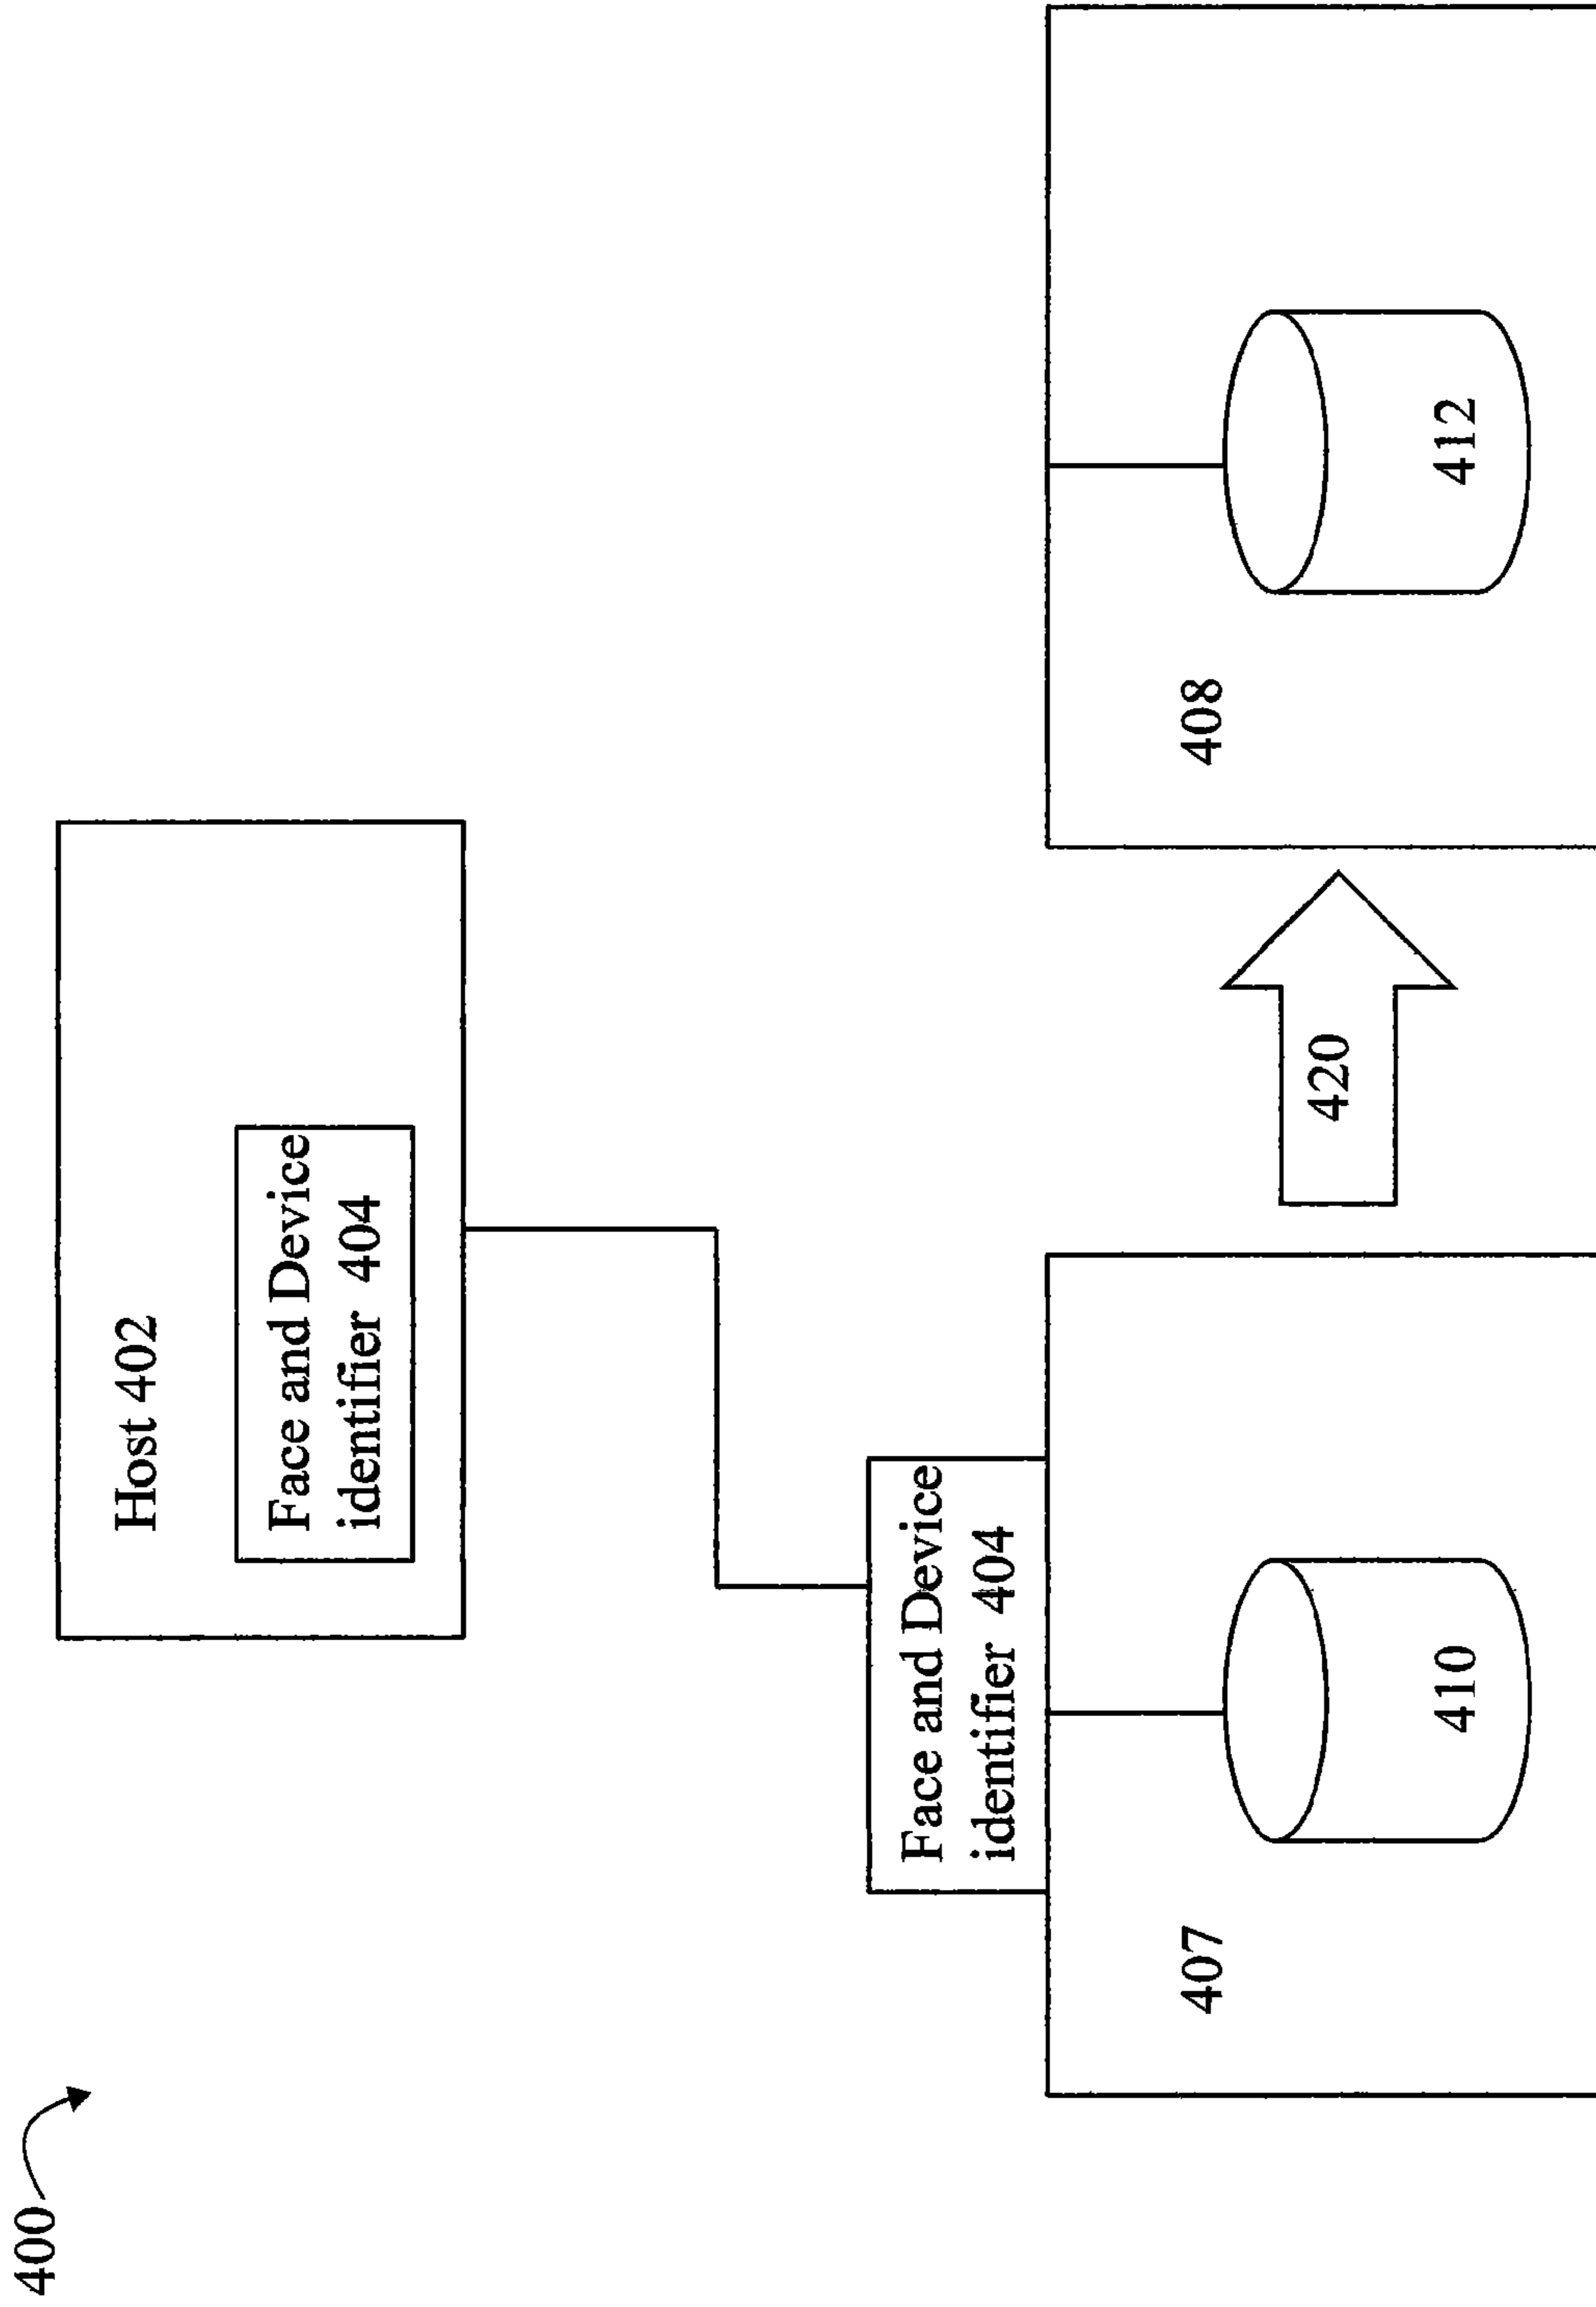 400
Host 402
Face and Device
identifier 404
Face and Device
identifier 404
407
410
420
408
412